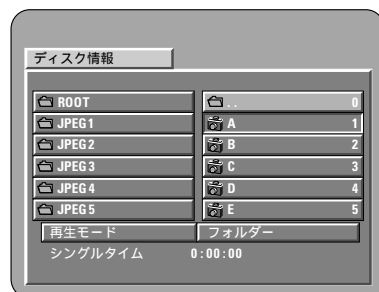 ディスク情報
ROOT
JPEG1
JPEG2
JPEG3
JPEG4
JPEG5
.. 0
A 1
B 2
C 3
D 4
E 5
再生モード フォルダー
シングルタイム 0:00:00